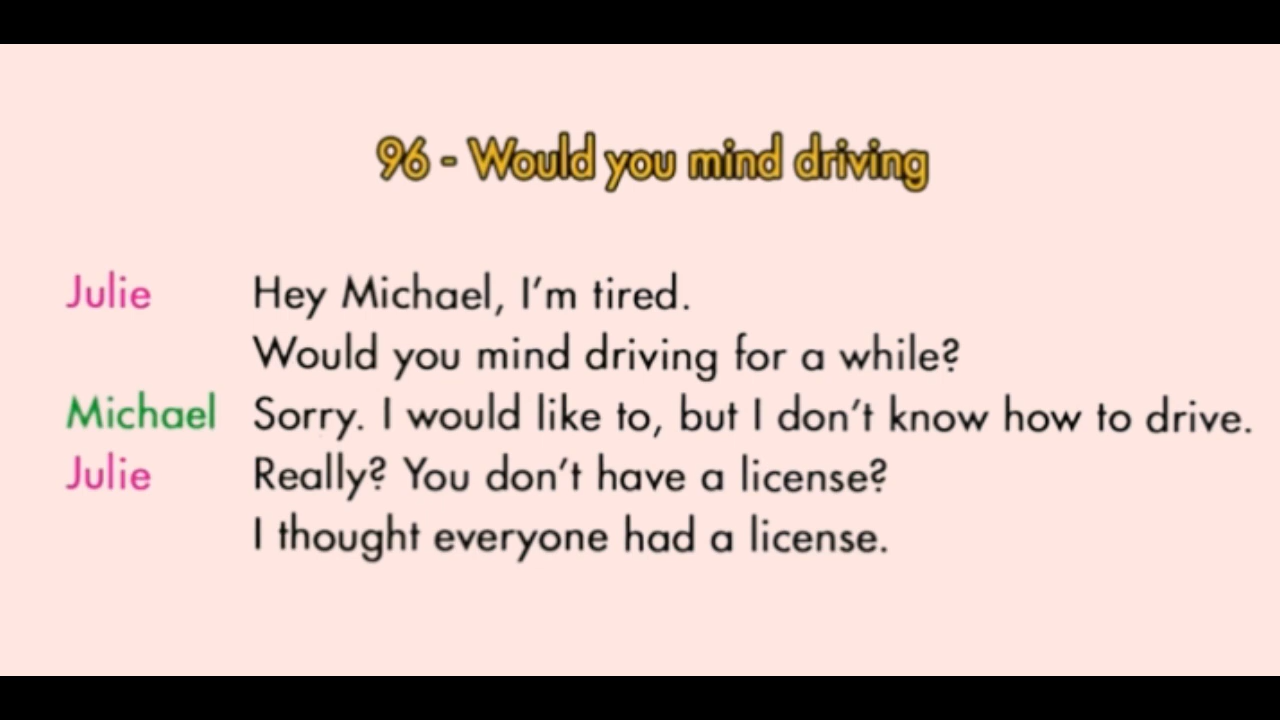 96 - Would you mind driving
Julie Hey Michael, I'm tired.
Would you mind driving for a while?
Michael Sorry. I would like to, but I don't know how to drive.
Julie Really? You don't have a license?
I thought everyone had a license.